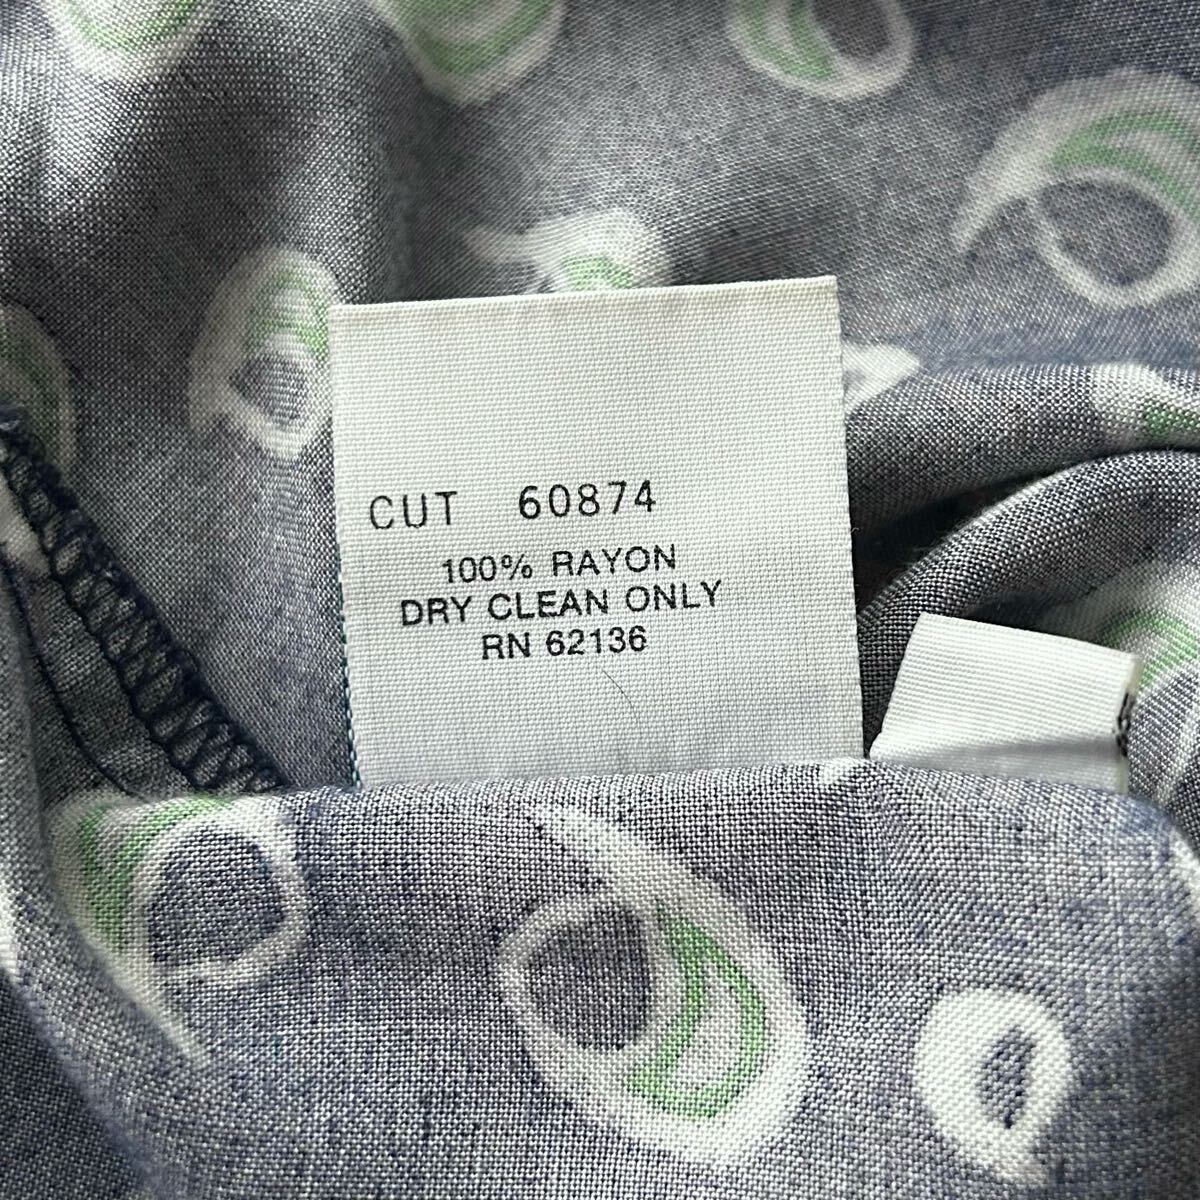 CUT 60874
100% RAYON
DRY CLEAN ONLY
RN 62136